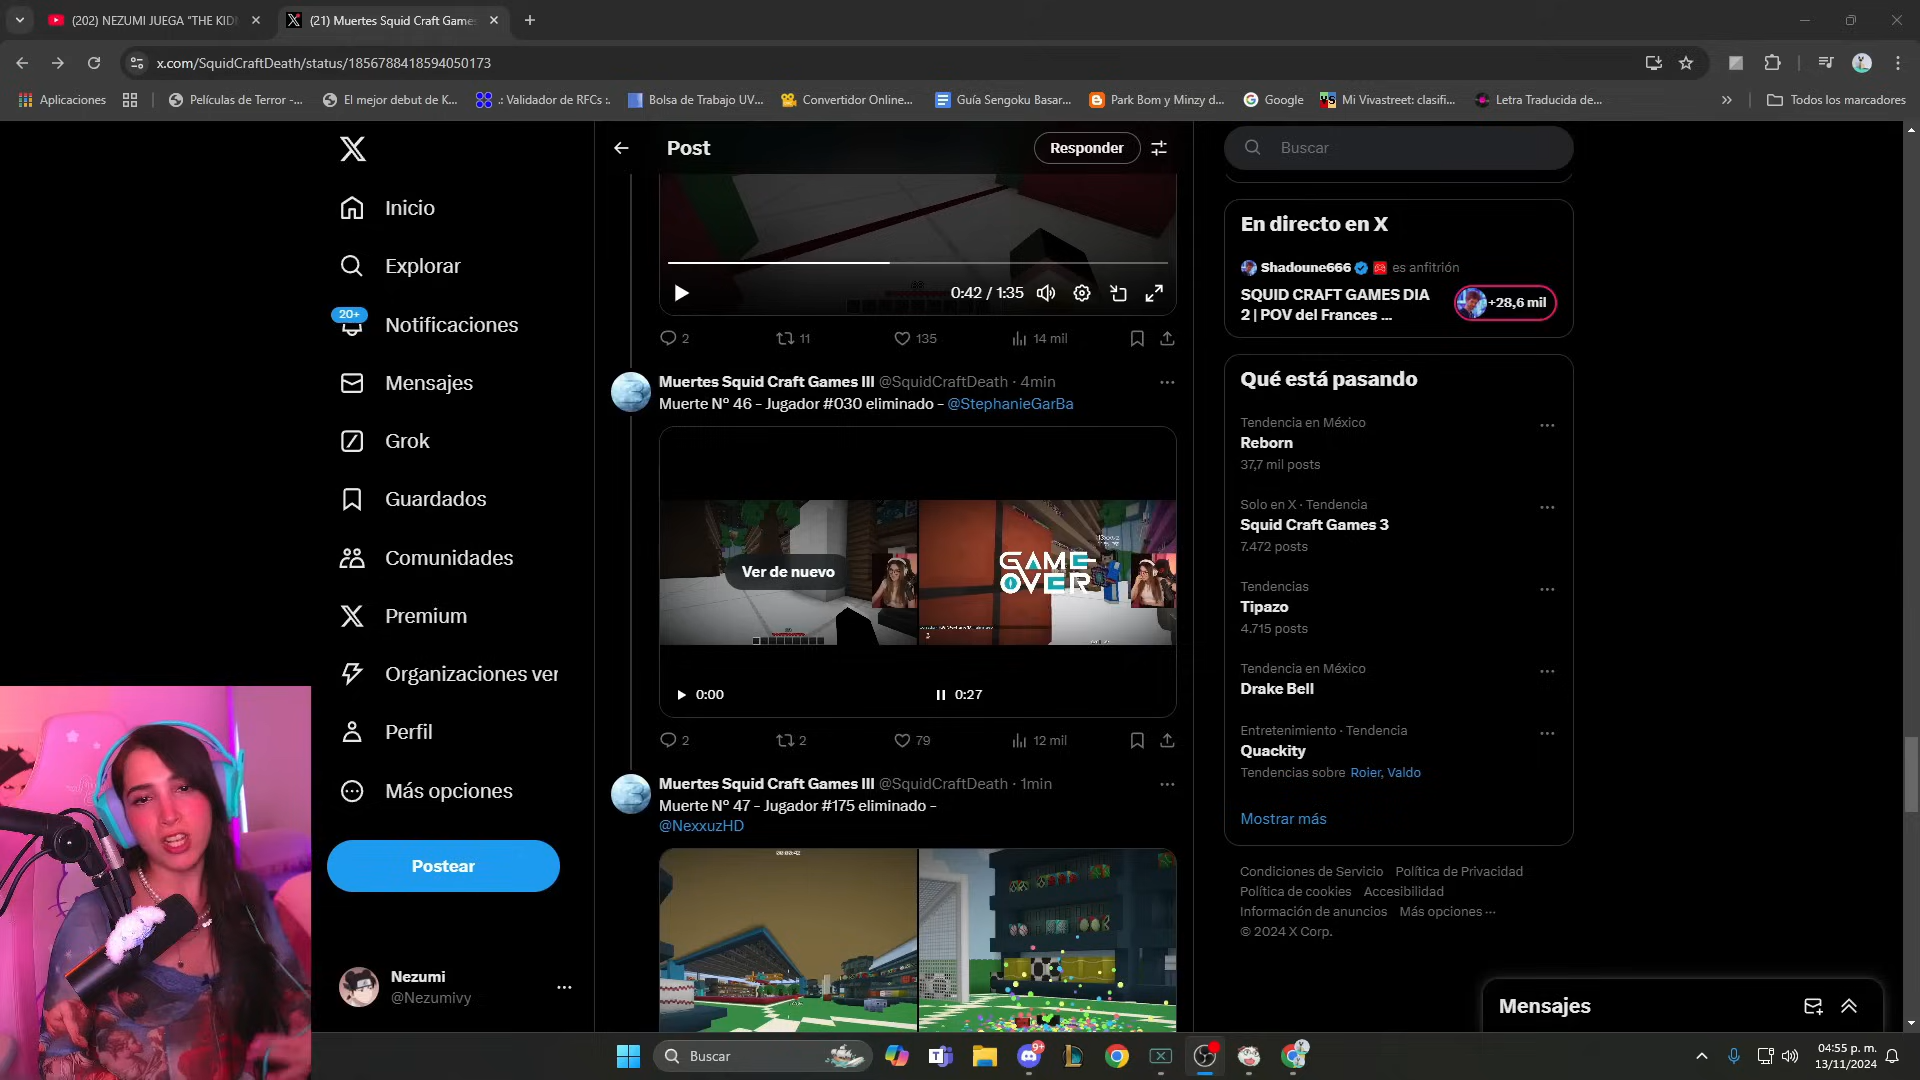 (202) NEZUMI JUEGA "THE KID
(21) Muertes Squid Craft Game
x.com/SquidCraftDeath/status/1856788418594050173
Aplicaciones
Películas de Terror -...
El mejor debut de K...
.: Validador de RFCs :.
Bolsa de Trabajo UV...
Convertidor Online...
Guía Sengoku Basar...
Park Bom y Minzy d...
Google
Mi Vivastreet: clasifi...
Letra Traducida de...
Todos los marcadores
Inicio
Explorar
20+
Notificaciones
Mensajes
Grok
Guardados
Comunidades
Premium
Organizaciones ver
Perfil
Más opciones
Postear
Nezumi
@Nezumivy
Post
Responder
0:42 / 1:35
2
11
135
14 mil
Muertes Squid Craft Games III @SquidCraftDeath · 4min
Muerte Nº 46 - Jugador #030 eliminado - @StephanieGarBa
Ver de nuevo
GAME
OVER
0:00
0:27
2
2
79
12 mil
Muertes Squid Craft Games III @SquidCraftDeath · 1min
Muerte Nº 47 - Jugador #175 eliminado -
@NexxuzHD
Buscar
En directo en X
Shadoune666 es anfitrión
SQUID CRAFT GAMES DIA
2 | POV del Frances ...
+28,6 mil
Qué está pasando
Tendencia en México
Reborn
37,7 mil posts
Solo en X · Tendencia
Squid Craft Games 3
7.472 posts
Tendencias
Tipazo
4.715 posts
Tendencia en México
Drake Bell
Entretenimiento · Tendencia
Quackity
Tendencias sobre Roier, Valdo
Mostrar más
Condiciones de Servicio Política de Privacidad
Política de cookies Accesibilidad
Información de anuncios Más opciones ···
© 2024 X Corp.
Mensajes
Buscar
9+
04:55 p. m.
13/11/2024